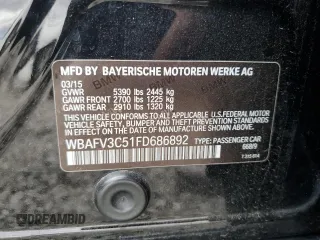 MFD BY BAYERISCHE MOTOREN WERKE AG
03/15
GVWR 5390 lbs 2445 kg
GAWR FRONT 2700 lbs 1225 kg
GAWR REAR 2910 lbs 1320 kg
THIS VEHICLE CONFORMS TO ALL APPLICABLE
FEDERAL MOTOR VEHICLE SAFETY, BUMPER,
AND THEFT PREVENTION STANDARDS IN EFFECT
ON THE DATE OF MANUFACTURE SHOWN ABOVE.
WBAFV3C51FD686892 TYPE: PASSENGER CAR
668/9
DREAMBID